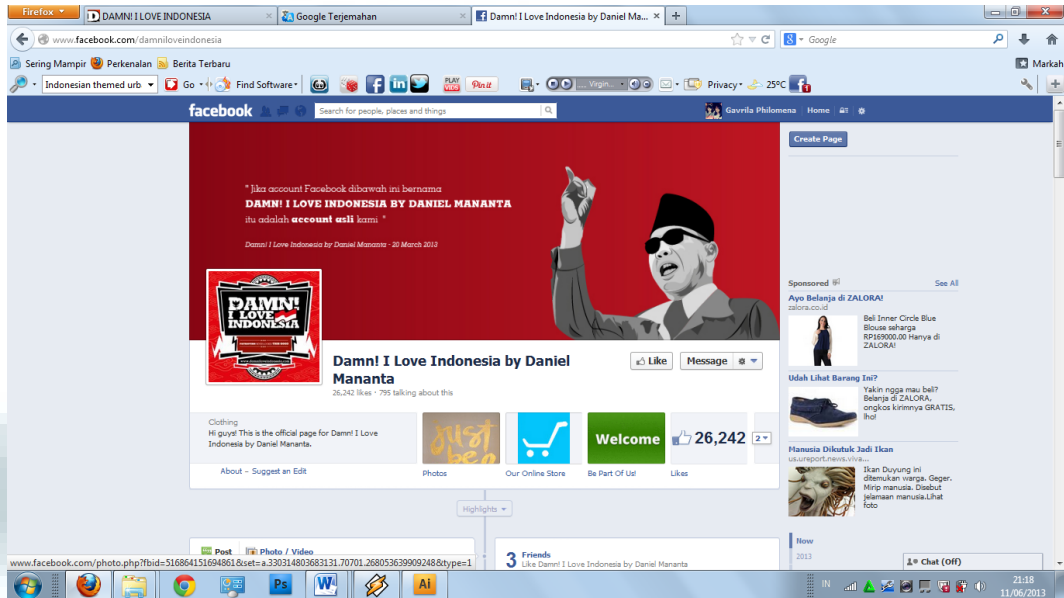 Firefox
DAMN! I LOVE INDONESIA
Google Terjemahan
Damn! I Love Indonesia by Daniel Ma...
www.facebook.com/damniloveindonesia
Google
Sering Mampir
Perkenalan
Berita Terbaru
Markah
Indonesian themed urb
Go
Find Software
PLAY
VIDS
Pin it
Virgin...
Privacy
25°C
facebook
Search for people, places and things
Gavrila Philomena
Home
Create Page
" Jika account Facebook dibawah ini bernama
DAMN! I LOVE INDONESIA BY DANIEL MANANTA
itu adalah account asli kami "
Damn! I Love Indonesia by Daniel Mananta - 20 March 2013
DAMN!
I LOVE
INDONESIA
Damn! I Love Indonesia by Daniel
Mananta
26,242 likes · 795 talking about this
Like
Message
Clothing
Hi guys! This is the official page for Damn! I Love
Indonesia by Daniel Mananta.
About – Suggest an Edit
just
be
Photos
Our Online Store
Welcome
Be Part Of Us!
26,242
Likes
2
Highlights
Post
Photo / Video
3 Friends
Like Damn! I Love Indonesia by Daniel Mananta
Sponsored
See All
Ayo Belanja di ZALORA!
zalora.co.id
Beli Inner Circle Blue
Blouse seharga
RP169000.00 Hanya di
ZALORA!
Udah Lihat Barang Ini?
Yakin ngga mau beli?
Belanja di ZALORA,
ongkos kirimnya GRATIS,
lho!
Manusia Dikutuk Jadi Ikan
us.ureport.news.viva...
Ikan Duyung ini
ditemukan warga. Geger.
Mirip manusia. Disebut
jelamaan manusia.Lihat
foto
Now
2013
Chat (Off)
www.facebook.com/photo.php?fbid=516864151694861&set=a.330314803683131.70701.268053639909248&type=1
Ps
W
Ai
IN
21:18
11/06/2013